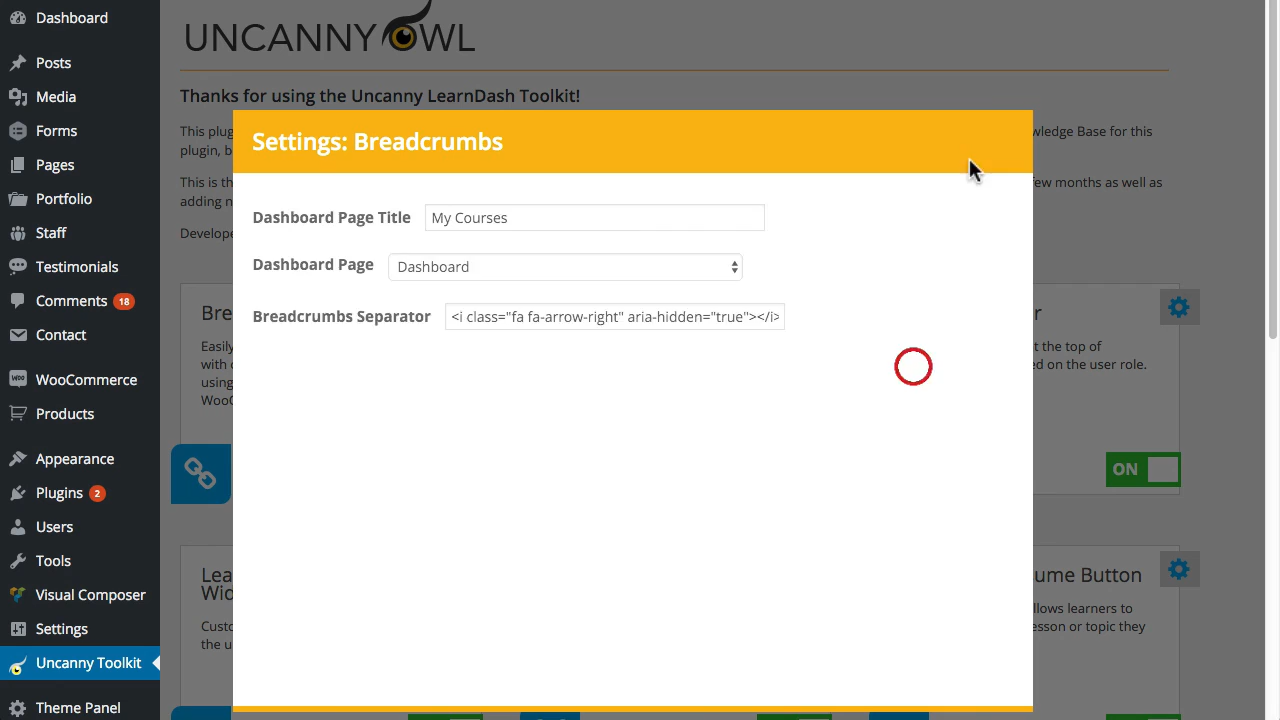 Dashboard
Posts
Media
Forms
Pages
Portfolio
Staff
Testimonials
Comments 18
Contact
WooCommerce
Products
Appearance
Plugins 2
Users
Tools
Visual Composer
Settings
Uncanny Toolkit
Theme Panel
UNCANNY OWL
Thanks for using the Uncanny LearnDash Toolkit!
This plug
wledge Base for this
plugin, b
This is th
few months as well as
adding n
Develope
Settings: Breadcrumbs
Dashboard Page Title My Courses
Dashboard Page Dashboard
Breadcrumbs Separator <i class="fa fa-arrow-right" aria-hidden="true"></i>
Bre
Easily
with c
using
WooC
r
t the top of
d on the user role.
ON
Lea
Wid
Custo
the u
ume Button
llows learners to
esson or topic they